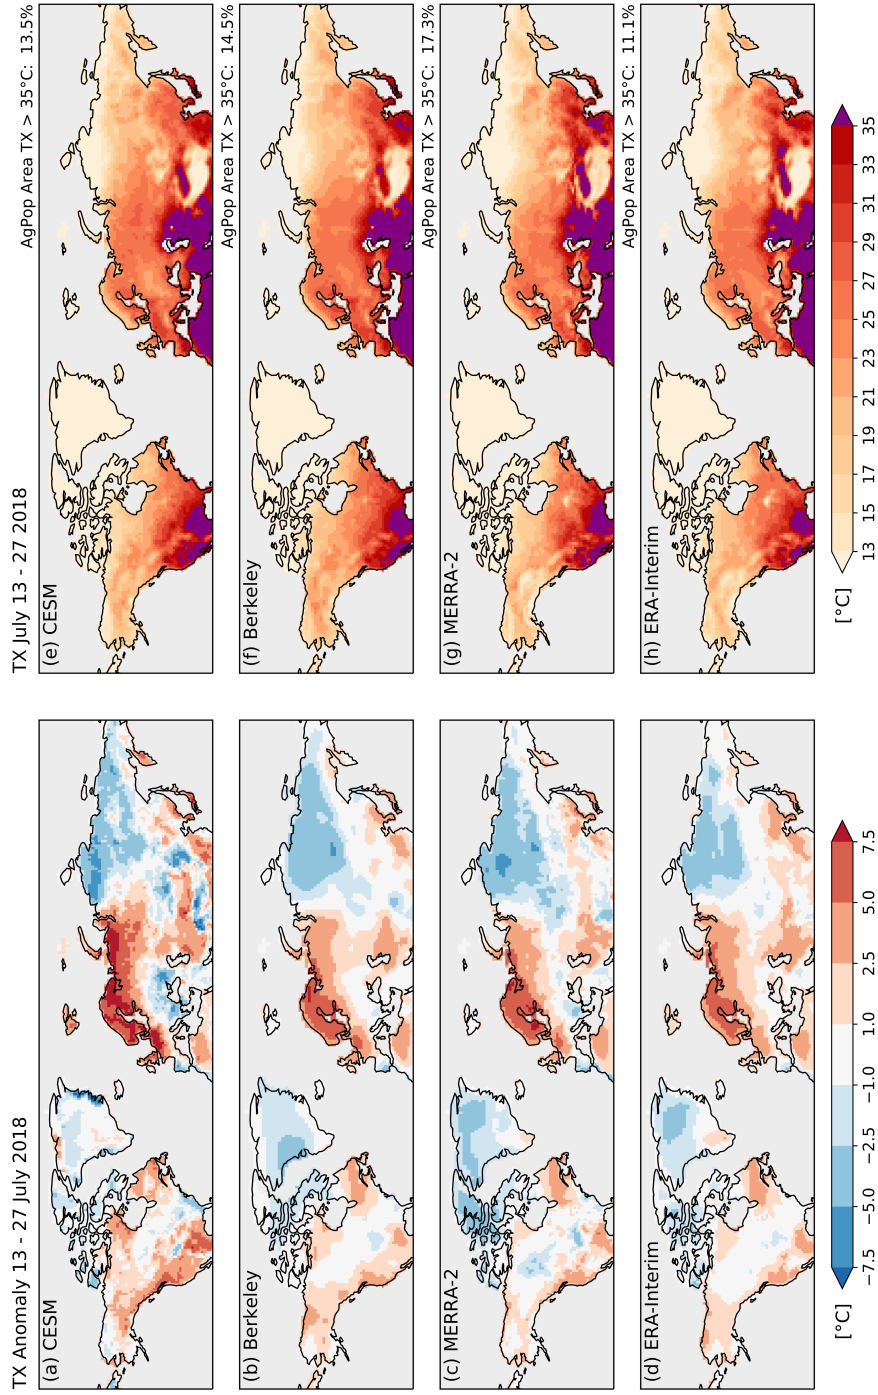 TX Anomaly 13 - 27 July 2018
(a) CESM
(b) Berkeley
(c) MERRA-2
(d) ERA-Interim
[°C]
−7.5 −5.0 −2.5 −1.0 1.0 2.5 5.0 7.5
TX July 13 - 27 2018
AgPop Area TX > 35°C: 13.5%
(e) CESM
AgPop Area TX > 35°C: 14.5%
(f) Berkeley
AgPop Area TX > 35°C: 17.3%
(g) MERRA-2
AgPop Area TX > 35°C: 11.1%
(h) ERA-Interim
[°C]
13 15 17 19 21 23 25 27 29 31 33 35